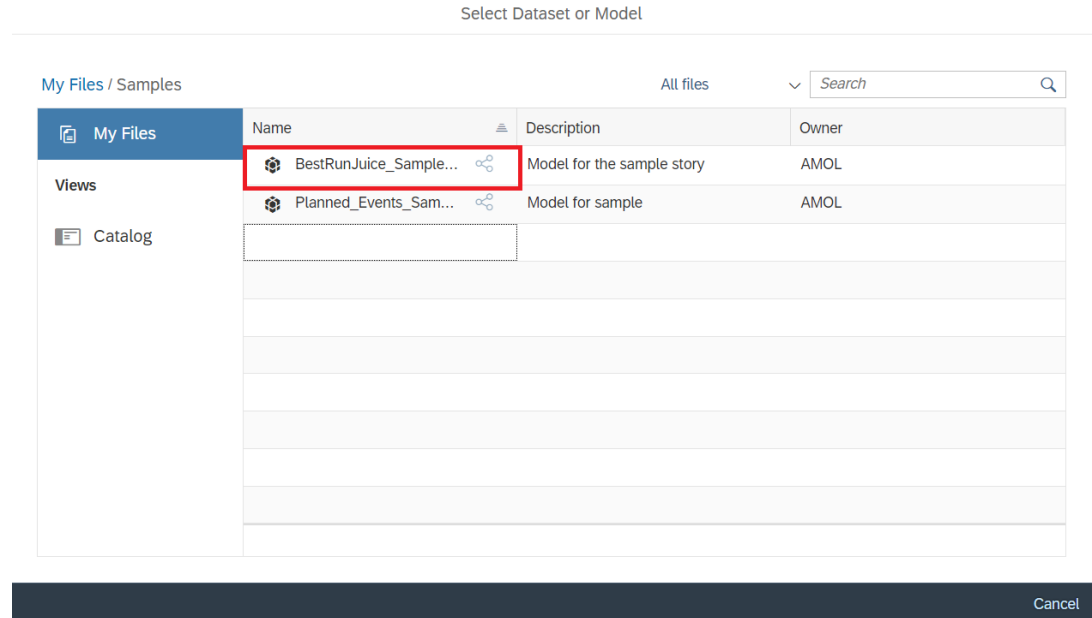 Select Dataset or Model
My Files / Samples
All files
Search
My Files
Views
Catalog
Name Description Owner
BestRunJuice_Sample... Model for the sample story AMOL
Planned_Events_Sam... Model for sample AMOL
Cancel